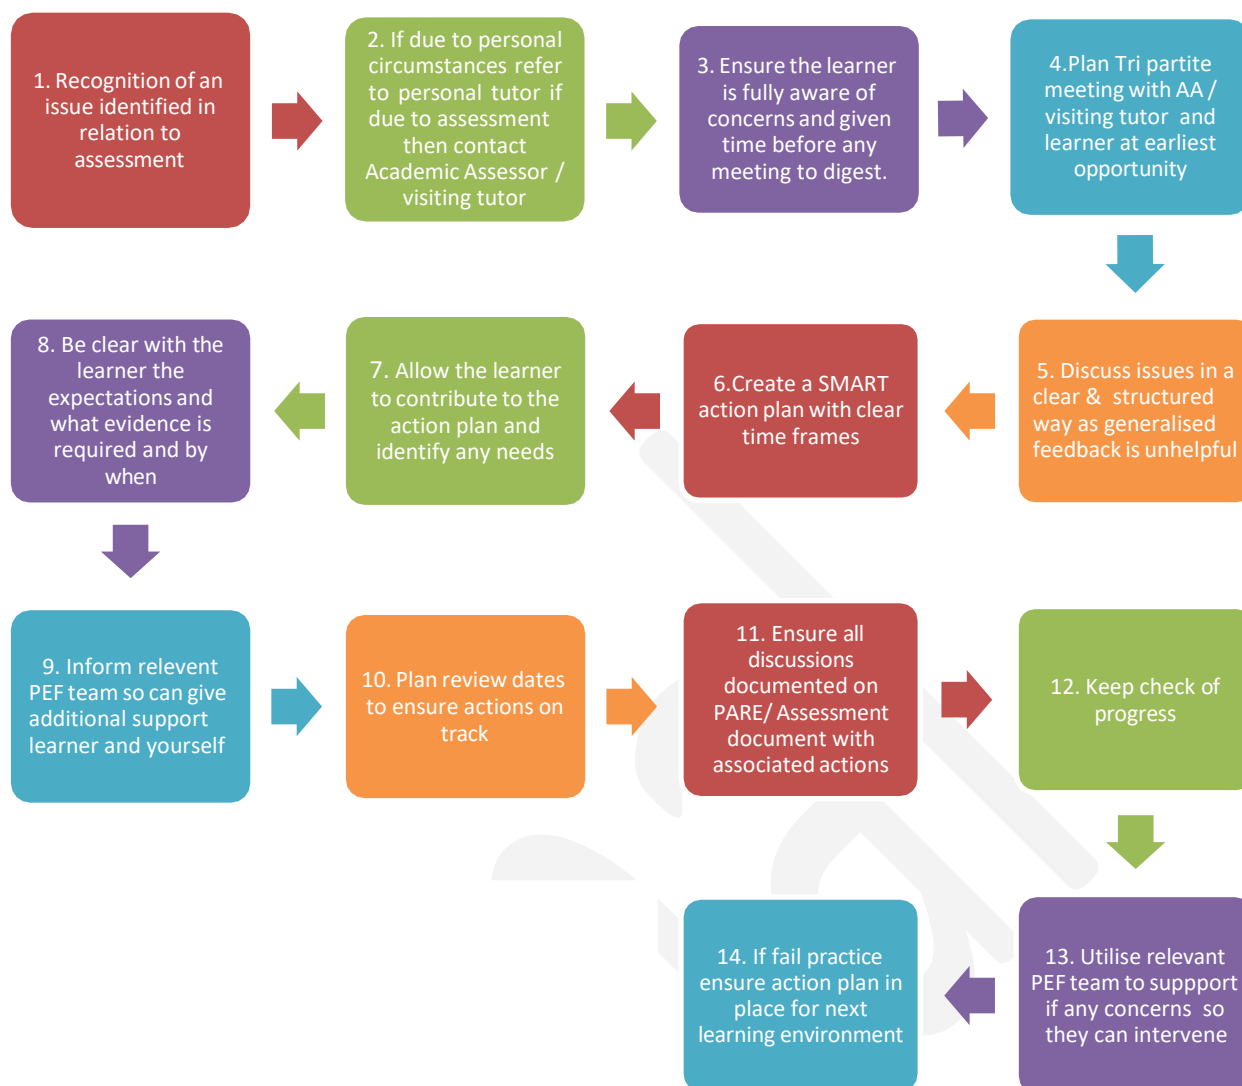 1. Recognition of an
issue identified in
relation to
assessment
2. If due to personal
circumstances refer
to personal tutor if
due to assessment
then contact
Academic Assessor /
visiting tutor
3. Ensure the learner
is fully aware of
concerns and given
time before any
meeting to digest.
4.Plan Tri partite
meeting with AA /
visiting tutor and
learner at earliest
opportunity
5. Discuss issues in a
clear & structured
way as generalised
feedback is unhelpful
6.Create a SMART
action plan with clear
time frames
7. Allow the learner
to contribute to the
action plan and
identify any needs
8. Be clear with the
learner the
expectations and
what evidence is
required and by
when
9. Inform relevent
PEF team so can give
additional support
learner and yourself
10. Plan review dates
to ensure actions on
track
11. Ensure all
discussions
documented on
PARE/ Assessment
document with
associated actions
12. Keep check of
progress
13. Utilise relevant
PEF team to suppport
if any concerns so
they can intervene
14. If fail practice
ensure action plan in
place for next
learning environment